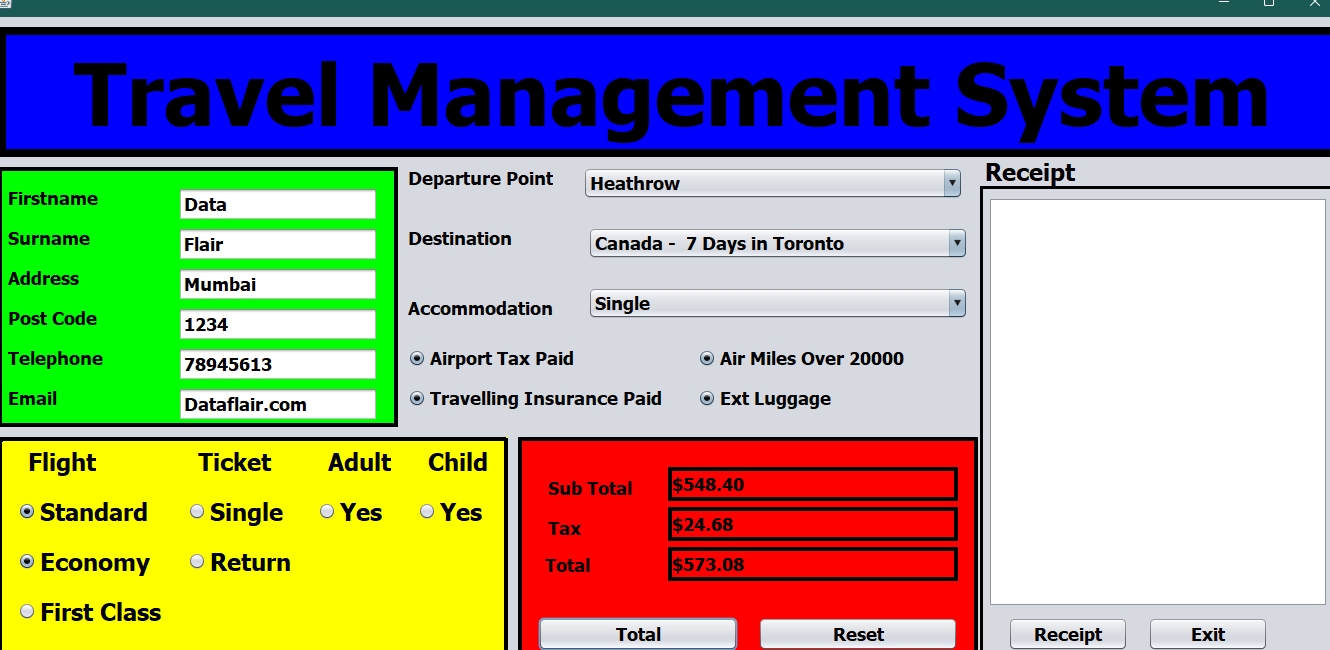 Travel Management System
Firstname Data
Surname Flair
Address Mumbai
Post Code 1234
Telephone 78945613
Email Dataflair.com
Departure Point Heathrow
Destination Canada - 7 Days in Toronto
Accommodation Single
Airport Tax Paid Air Miles Over 20000
Travelling Insurance Paid Ext Luggage
Receipt
Flight Ticket Adult Child
Standard Single Yes Yes
Economy Return
First Class
Sub Total $548.40
Tax $24.68
Total $573.08
Total Reset
Receipt Exit